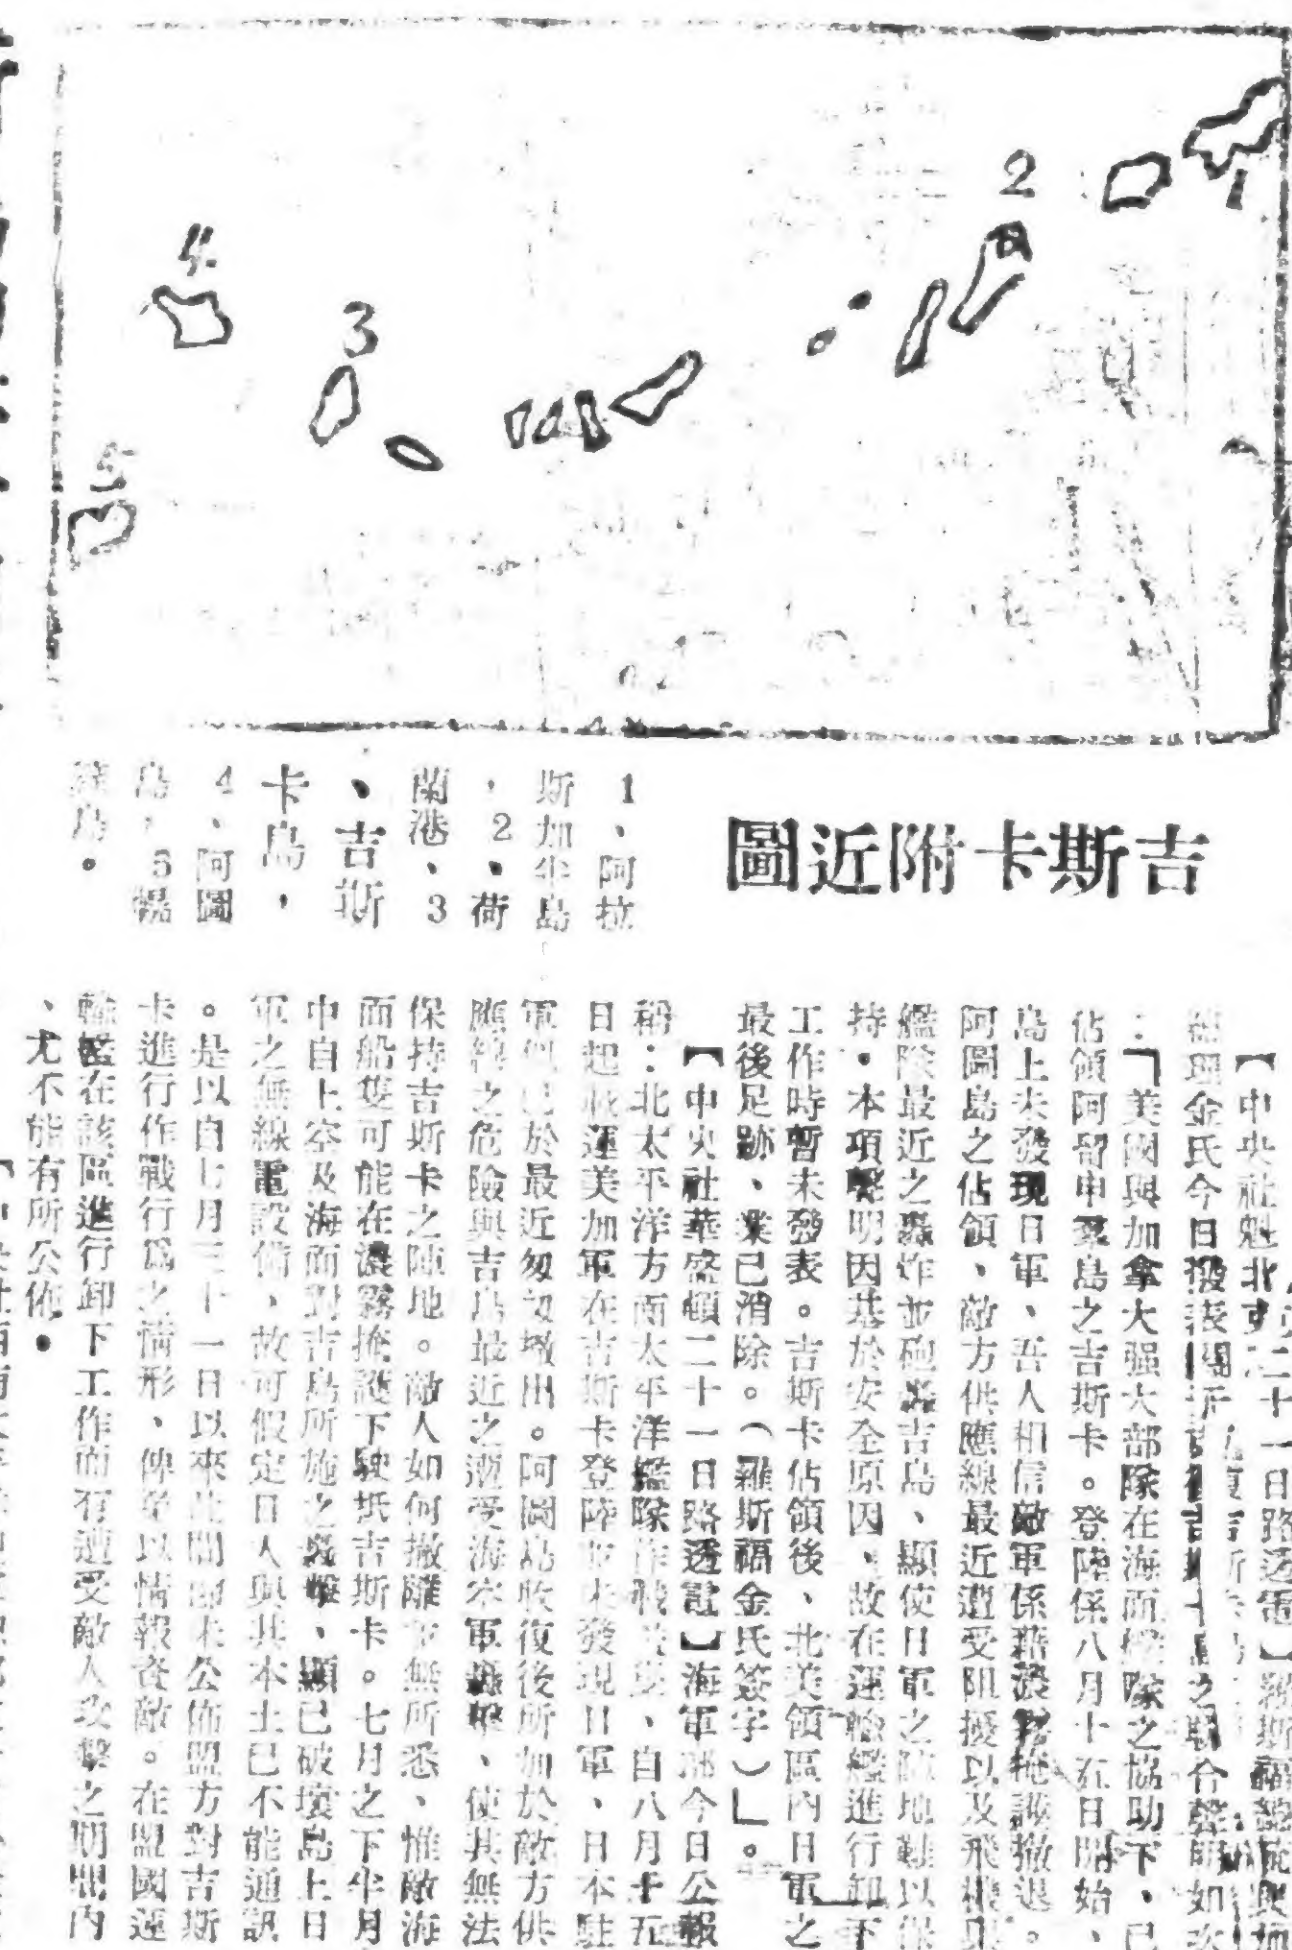 2
4
3
5
1
吉斯卡附近圖
1、阿拉
斯加半島
，2、荷
蘭港、3
、吉斯
卡島，
4、阿圖
島，5幌
島。
【中央社魁北克二十一日路透電】羅斯福總統與加
總理金氏今日發表關於之聯合聲明如次
：「美國與加拿大强大部隊在海面艦隊之協助下、已
佔領阿留申羣島之吉斯卡。登陸係八月十五日開始、
島上未發現日軍、吾人相信敵軍係藉濃霧掩護撤退。
阿圖島之佔領、敵方供應線最近遭受阻擾以及飛機與
艦隊最近之轟炸並砲轟吉島、顯使日軍之陣地難以保
持。本項聲明因基於安全原因、故在運輸艦進行卸下
工作時暫未發表。吉斯卡佔領後、北美領區內日軍之
最後足跡、業已消除。（羅斯福金氏簽字）」。
【中央社華盛頓二十一日路透電】海軍部今日公報
稱：北太平洋方面太平洋艦隊作戰、自八月十五
日起載運美加軍在吉斯卡登陸並未發現日軍、日本駐
軍似已於最近匆匆撤出。阿圖島收復後所加於敵方供
應線之危險與吉島最近之遭受海空軍轟擊、使其無法
保持吉斯卡之陣地。敵人如何撤離並無所悉、惟敵海
面船隻可能在濃霧掩護下駛抵吉斯卡。七月之下半月
中自上空及海面對吉島所施之轟擊、顯已破壞島上日
軍之無線電設備、故可假定日人與其本土已不能通訊
。是以自七月三十一日以來此間卽未公佈盟方對吉斯
卡進行作戰行爲之情形、俾免以情報資敵。在盟國運
輸艦在該區進行卸下工作而有遭受敵人攻擊之期間內
、尤不能有所公佈。